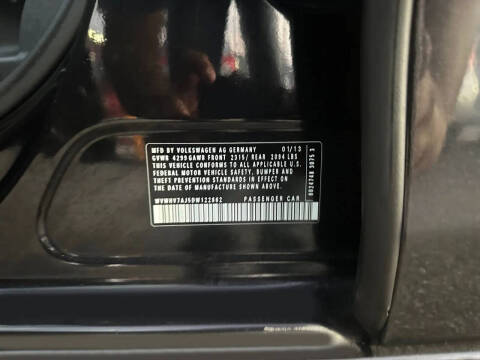 MFD BY VOLKSWAGEN AG GERMANY 01/13
GVWR 4299 GAWR FRONT 2315/ REAR 2094 LBS
THIS VEHICLE CONFORMS TO ALL APPLICABLE U.S.
FEDERAL MOTOR VEHICLE SAFETY, BUMPER AND
THEFT PREVENTION STANDARDS IN EFFECT ON
THE DATE OF MANUFACTURE SHOWN ABOVE.
PASSENGER CAR